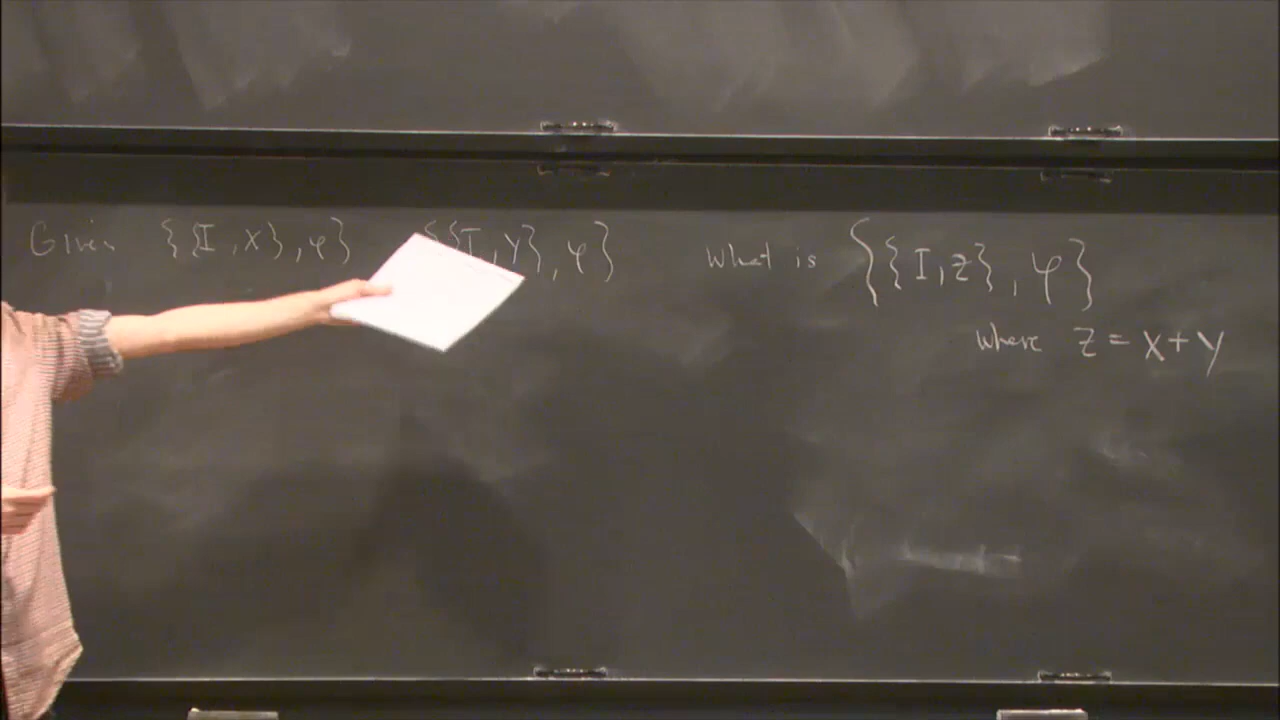 Given {{I, X}, φ} {{I, Y}, φ} What is {{I, Z}, φ}
where Z = X + Y